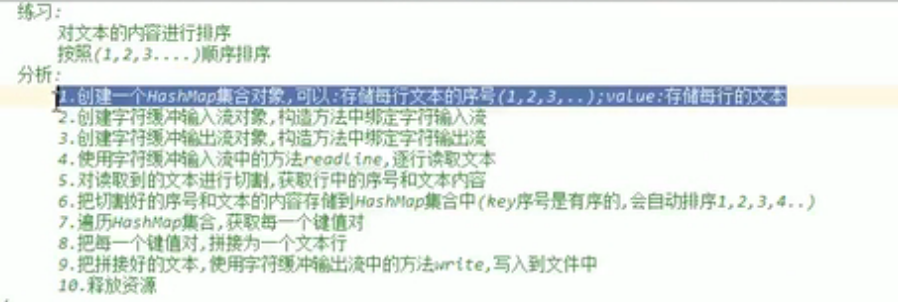 练习:
对文本的内容进行排序
按照(1,2,3....)顺序排序
分析:
1.创建一个HashMap集合对象,可以:存储每行文本的序号(1,2,3,..);value:存储每行的文本
2.创建字符缓冲输入流对象,构造方法中绑定字符输入流
3.创建字符缓冲输出流对象,构造方法中绑定字符输出流
4.使用字符缓冲输入流中的方法readline,逐行读取文本
5.对读取到的文本进行切割,获取行中的序号和文本内容
6.把切割好的序号和文本的内容存储到HashMap集合中(key序号是有序的,会自动排序1,2,3,4..)
7.遍历HashMap集合,获取每一个键值对
8.把每一个键值对,拼接为一个文本行
9.把拼接好的文本,使用字符缓冲输出流中的方法write,写入到文件中
10.释放资源